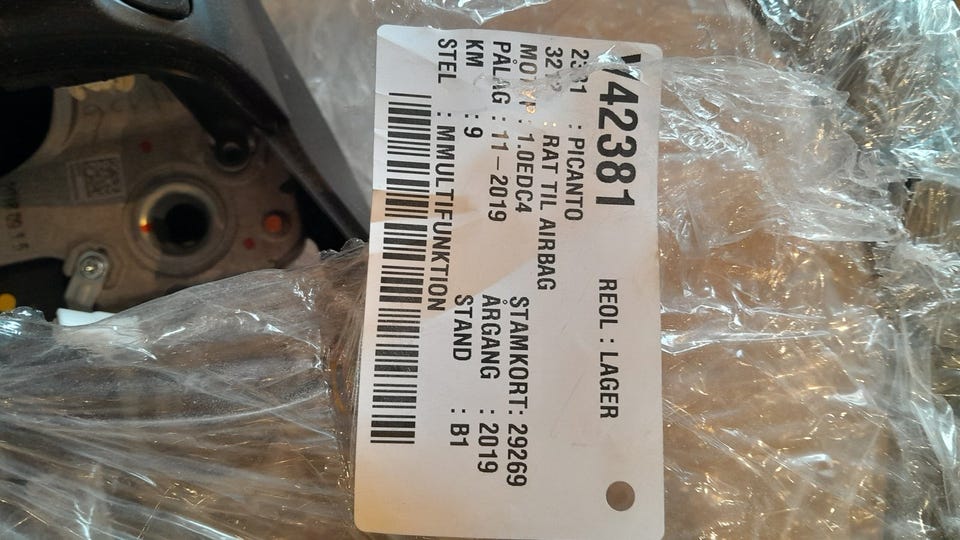 V42381 REOL : LAGER
: PICANTO
: RAT TIL AIRBAG
1.0EDC4 STAMKORT: 29269
PÅLAG : 11-2019 ÅRGANG : 2019
KM : 9 STAND : B1
STEL : MMULTIFUNKTION